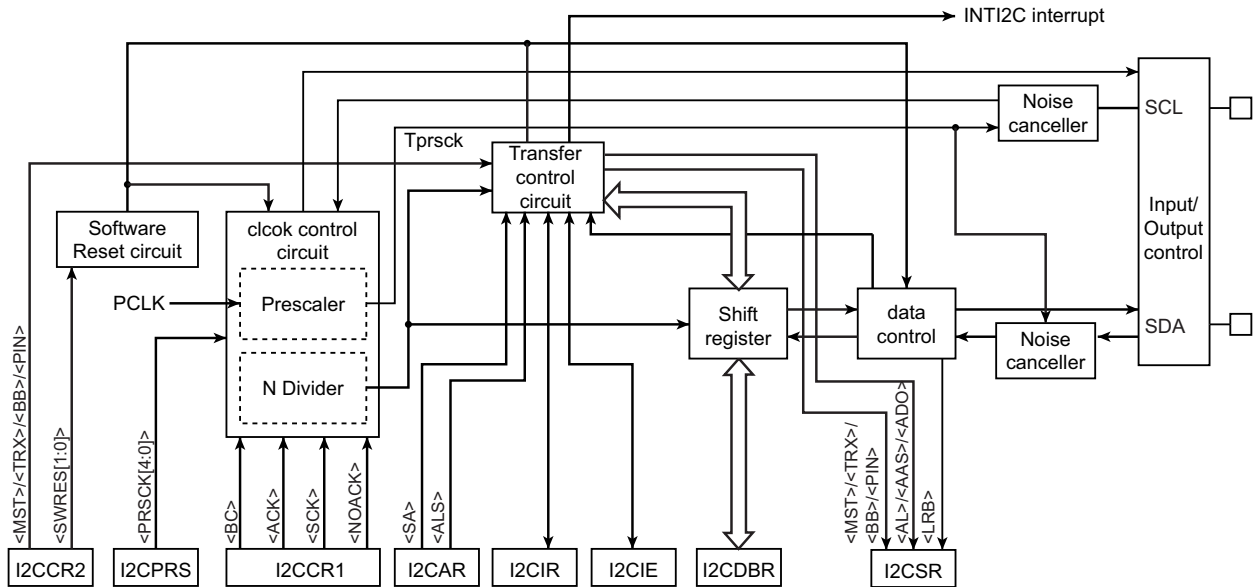 INTI2C interrupt
Noise
canceller
SCL
Tprsck
Transfer
control
circuit
Input/
Output
control
Software
Reset circuit
clcok control
circuit
Prescaler
PCLK
N Divider
Shift
register
data
control
SDA
Noise
canceller
<MST>/<TRX>/<BB>/<PIN>
<SWRES[1:0]>
<PRSCK[4:0]>
<BC>
<ACK>
<SCK>
<NOACK>
<SA>
<ALS>
<MST>/<TRX>/
<BB>/<PIN>
<AL>/<AAS>/<ADO>
<LRB>
I2CCR2
I2CPRS
I2CCR1
I2CAR
I2CIR
I2CIE
I2CDBR
I2CSR